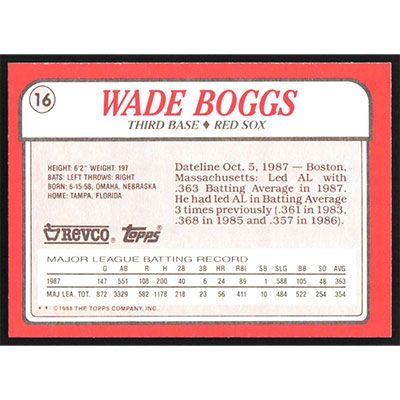 16
WADE BOGGS
THIRD BASE ♦ RED SOX
HEIGHT: 6'2" WEIGHT: 197
BATS: LEFT THROWS: RIGHT
BORN: 6-15-58, OMAHA, NEBRASKA
HOME: TAMPA, FLORIDA
Dateline Oct. 5, 1987 — Boston,
Massachusetts: Led AL with
.363 Batting Average in 1987.
He had led AL in Batting Average
3 times previously (.361 in 1983,
.368 in 1985 and .357 in 1986).
REVCO® Topps®
MAJOR LEAGUE BATTING RECORD
G AB R H 2B 3B HR RBI SB SLG BB SO AVG
1987 147 551 108 200 40 6 24 89 1 .588 105 48 .363
MAJ LEA. TOT. 872 3329 582 1178 218 23 56 411 10 .484 522 254 .354
* * ©1988 THE TOPPS COMPANY, INC.